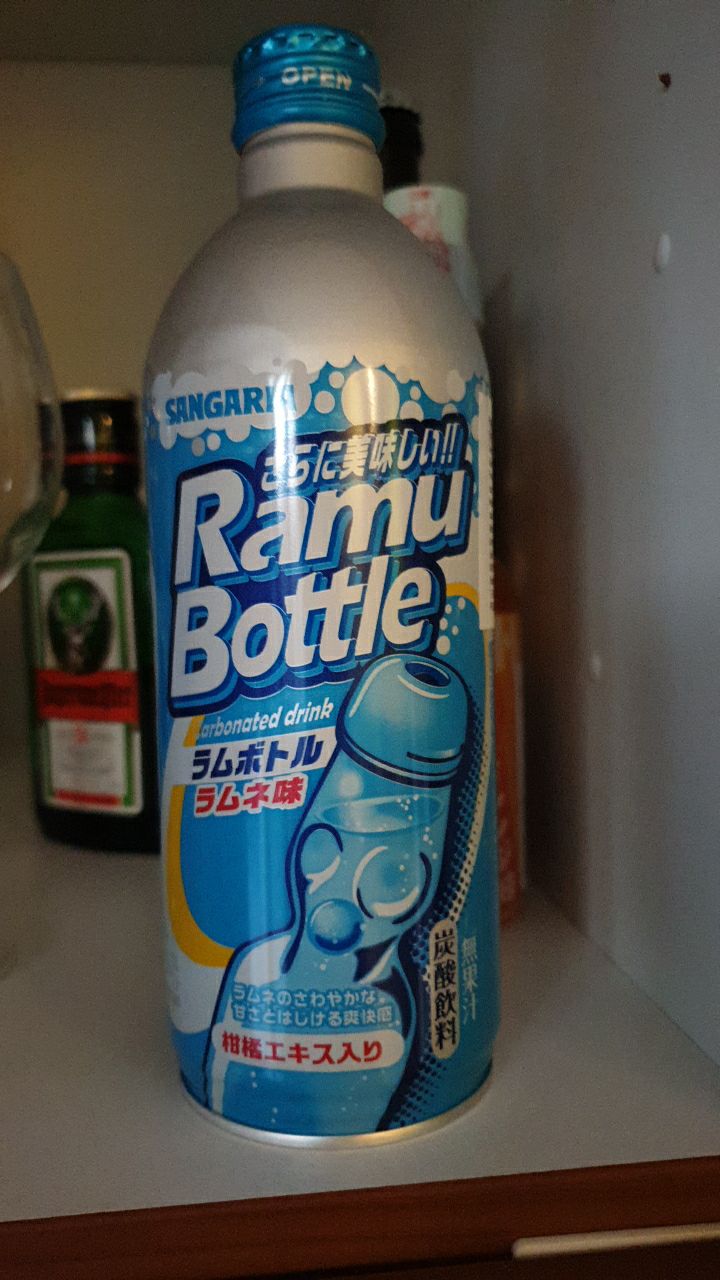 OPEN
SANGARIA
さらに美味しい!!
Ramu
Bottle
carbonated drink
ラムボトル
ラムネ味
ラムネのさわやかな
甘さとはじける爽快感
柑橘エキス入り
炭酸飲料
無果汁